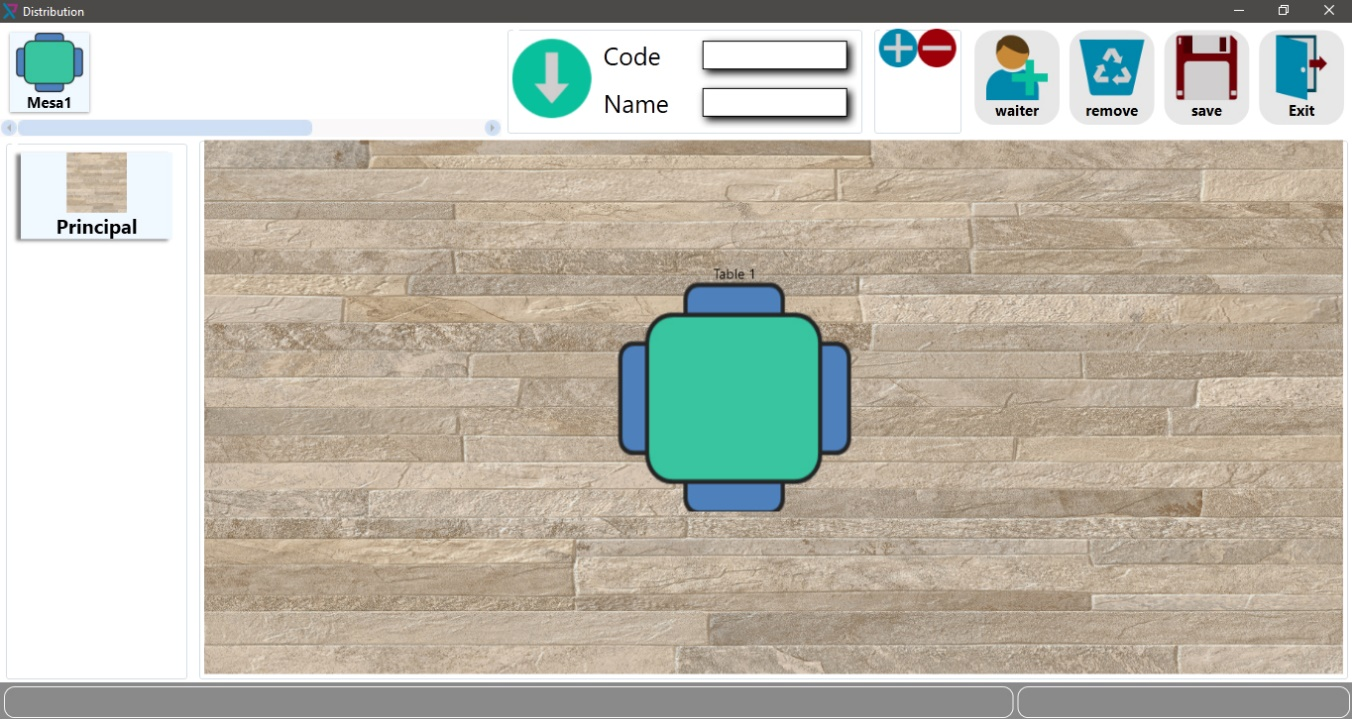 Distribution
Mesa1
Code
Name
waiter
remove
save
Exit
Principal
Table 1